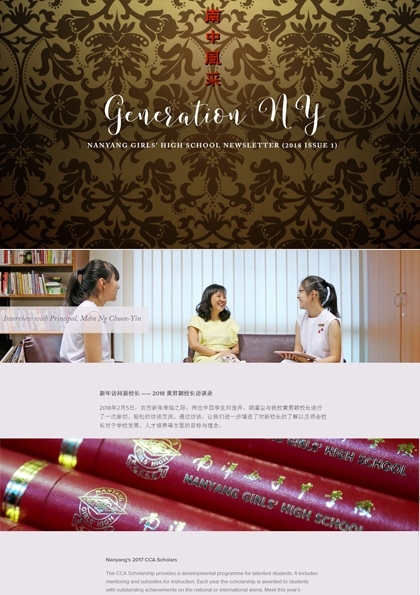 南中風采
Generation NY
NANYANG GIRLS' HIGH SCHOOL NEWSLETTER (2018 ISSUE 1)
Interview with Principal, Mdm Ng Chuen-Yin
新年访问新校长 —— 2018 黄君颖校长访谈录
2018年2月5日，农历新年来临之际，两位中四学生刘佳卉、周潇尘与我校黄君颖校长进行
了一次新切、轻松的访谈交流。通过访谈，让我们进一步增进了对新校长的了解以及领会校
长对于学校发展、人才培养等方面的目标与理念。
NANYANG GIRLS' HIGH SCHOOL
NANYANG GIRLS' HIGH SCHOOL
Nanyang's 2017 CCA Scholars
The CCA Scholarship provides a developmental programme for talented students. It includes
mentoring and subsidies for instruction. Each year the scholarship is awarded to students
with outstanding achievements on the national or international arena. Meet this year's